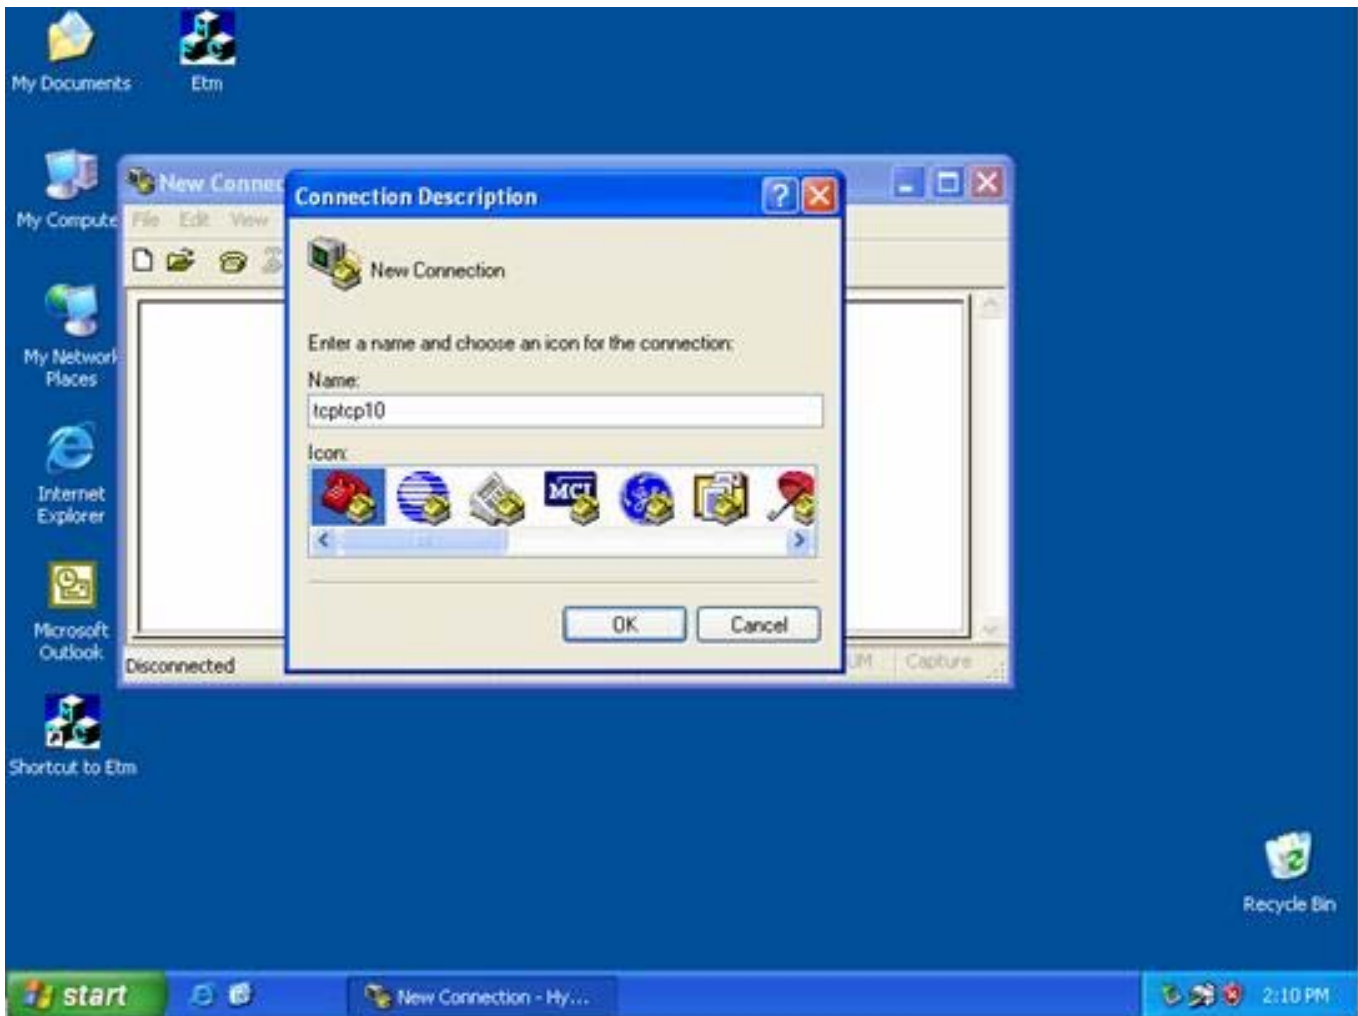 My Documents
Etm
My Compute
New Connec
File Edit View
Connection Description
New Connection
Enter a name and choose an icon for the connection:
Name:
tcptcp10
Icon:
MCI
My Network
Places
Internet
Explorer
Microsoft
Outlook
OK
Cancel
Disconnected
UM
Capture
Shortcut to Etm
Recycle Bin
start
New Connection - Hy...
2:10 PM